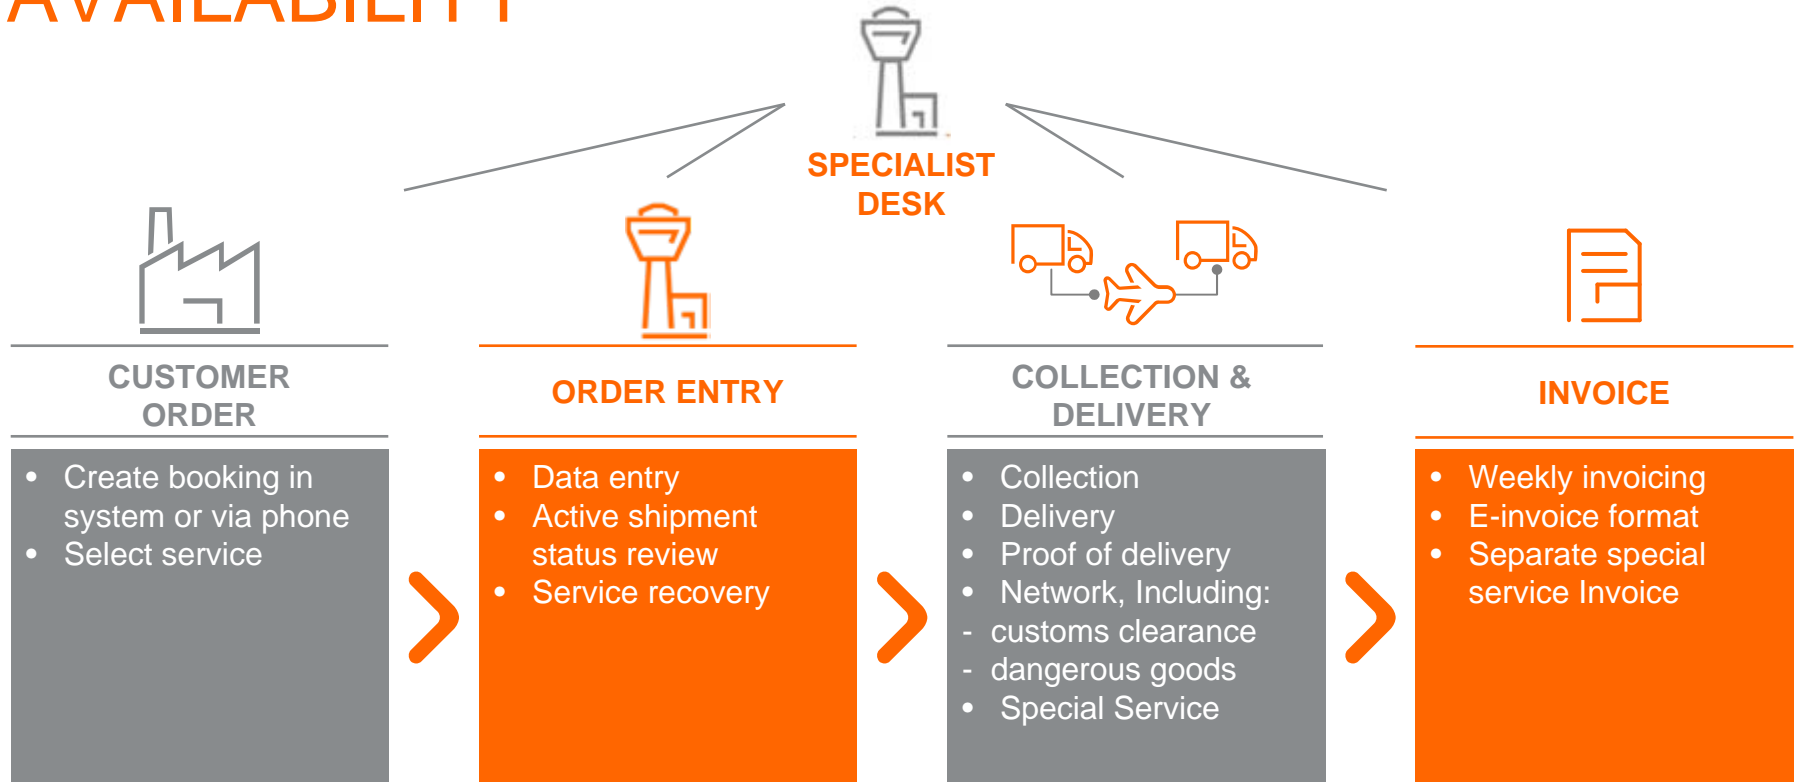 AVAILABILITY
SPECIALIST
DESK
CUSTOMER
ORDER
• Create booking in
system or via phone
• Select service
ORDER ENTRY
• Data entry
• Active shipment
status review
• Service recovery
COLLECTION &
DELIVERY
• Collection
• Delivery
• Proof of delivery
• Network, Including:
- customs clearance
- dangerous goods
• Special Service
INVOICE
• Weekly invoicing
• E-invoice format
• Separate special
service Invoice